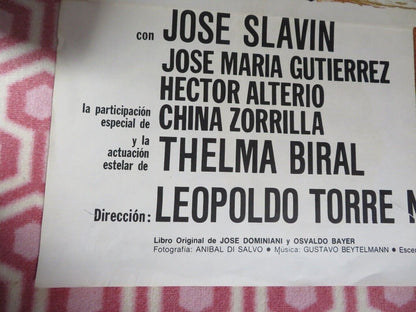 con JOSE SLAVIN
JOSE MARIA GUTIERREZ
HECTOR ALTERIO
la participación
especial de CHINA ZORRILLA
y la
actuación
estelar de THELMA BIRAL
Dirección: LEOPOLDO TORRE
Libro Original de JOSE DOMINIANI y OSVALDO BAYER
Fotografía: ANIBAL DI SALVO ● Música: GUSTAVO BEYTELMANN ● Escen